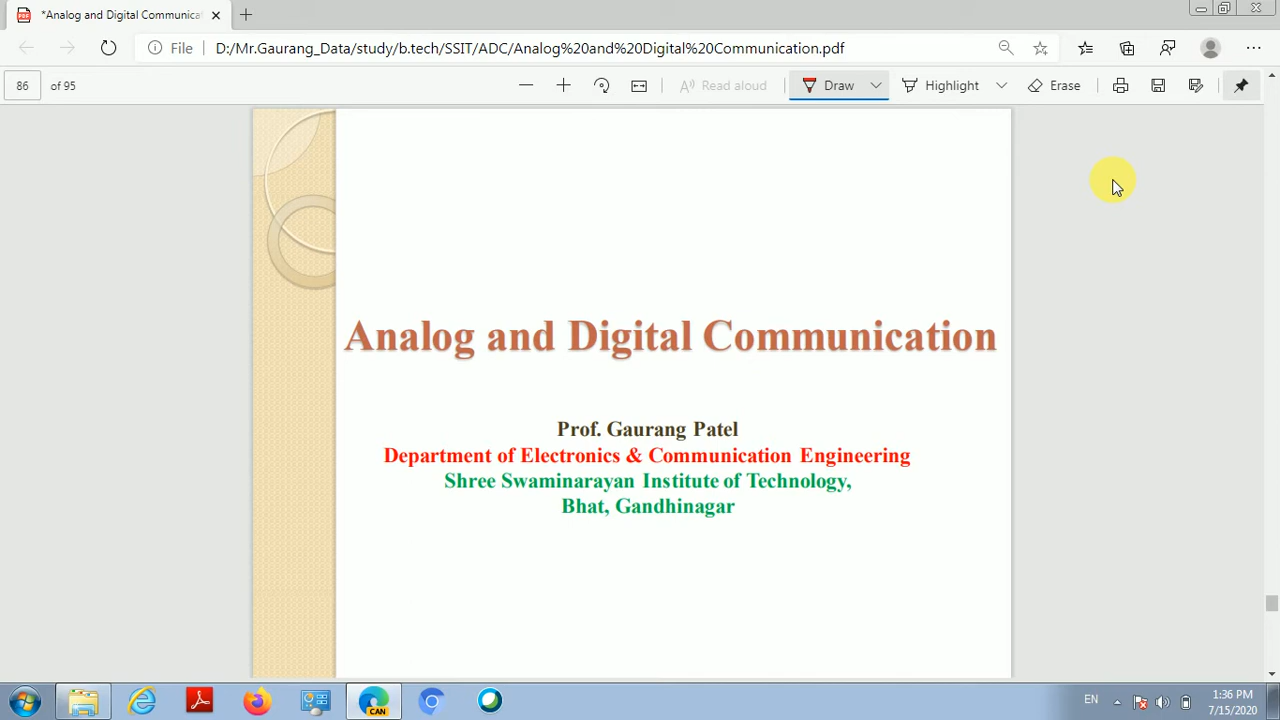 *Analog and Digital Communicat
File D:/Mr.Gaurang_Data/study/b.tech/SSIT/ADC/Analog%20and%20Digital%20Communication.pdf
86 of 95 Read aloud Draw Highlight Erase
Analog and Digital Communication
Prof. Gaurang Patel
Department of Electronics & Communication Engineering
Shree Swaminarayan Institute of Technology,
Bhat, Gandhinagar
CAN
EN
1:36 PM
7/15/2020